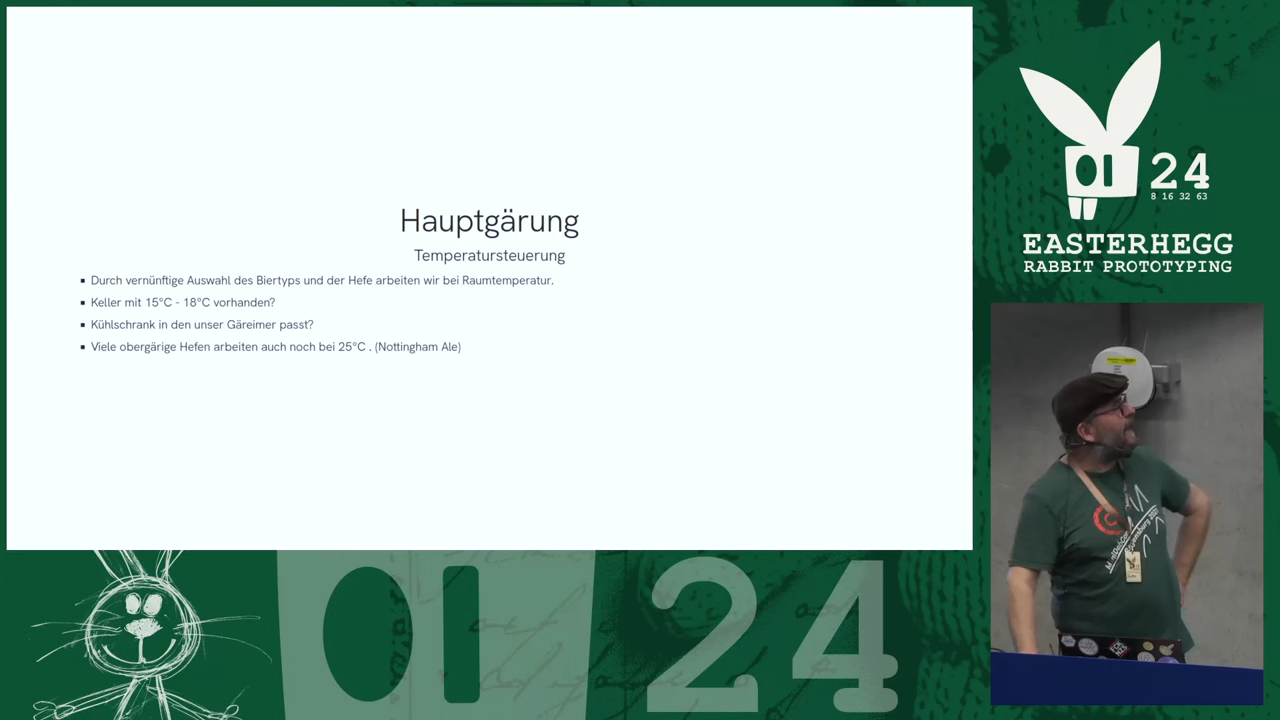 Hauptgärung
Temperatursteuerung
▪ Durch vernünftige Auswahl des Biertyps und der Hefe arbeiten wir bei Raumtemperatur.
▪ Keller mit 15°C - 18°C vorhanden?
▪ Kühlschrank in den unser Gäreimer passt?
▪ Viele obergärige Hefen arbeiten auch noch bei 25°C . (Nottingham Ale)
24
8 16 32 63
EASTERHEGG
RABBIT PROTOTYPING
24